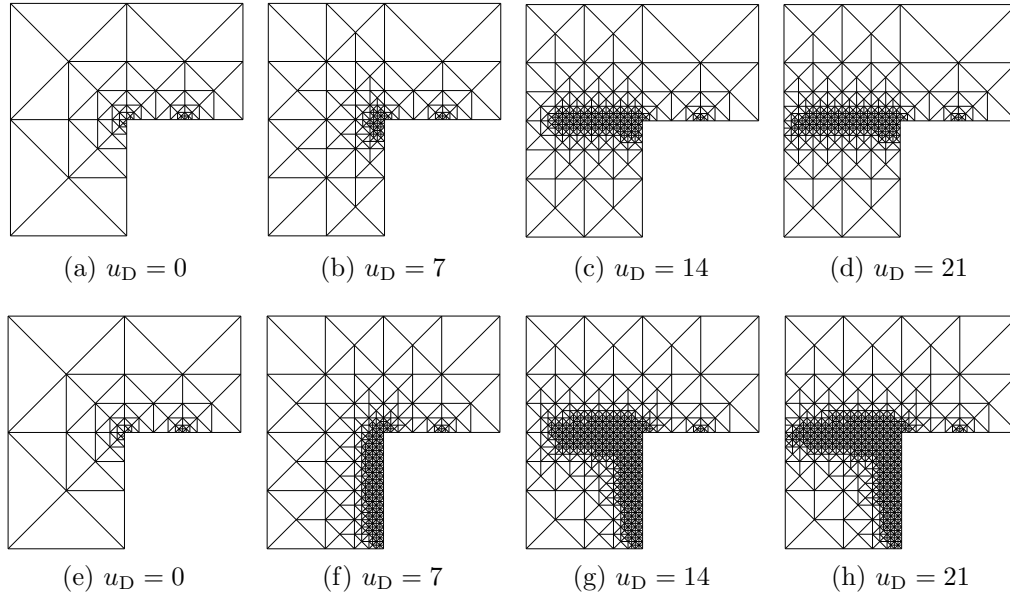 (a) u_D = 0
(b) u_D = 7
(c) u_D = 14
(d) u_D = 21
(e) u_D = 0
(f) u_D = 7
(g) u_D = 14
(h) u_D = 21